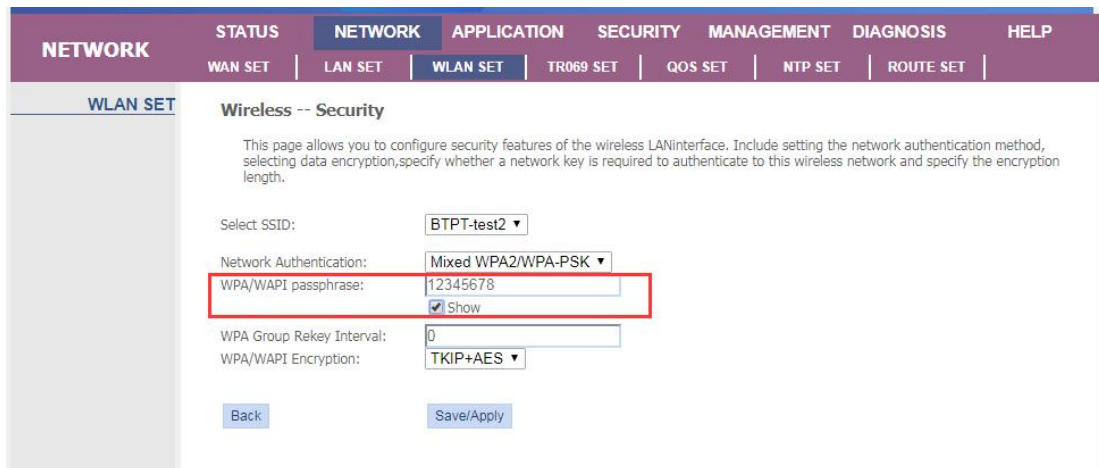 NETWORK
STATUS NETWORK APPLICATION SECURITY MANAGEMENT DIAGNOSIS HELP
WAN SET LAN SET WLAN SET TR069 SET QOS SET NTP SET ROUTE SET
WLAN SET
Wireless -- Security
This page allows you to configure security features of the wireless LANinterface. Include setting the network authentication method,
selecting data encryption,specify whether a network key is required to authenticate to this wireless network and specify the encryption
length.
Select SSID: BTPT-test2
Network Authentication: Mixed WPA2/WPA-PSK
WPA/WAPI passphrase: 12345678
Show
WPA Group Rekey Interval: 0
WPA/WAPI Encryption: TKIP+AES
Back Save/Apply